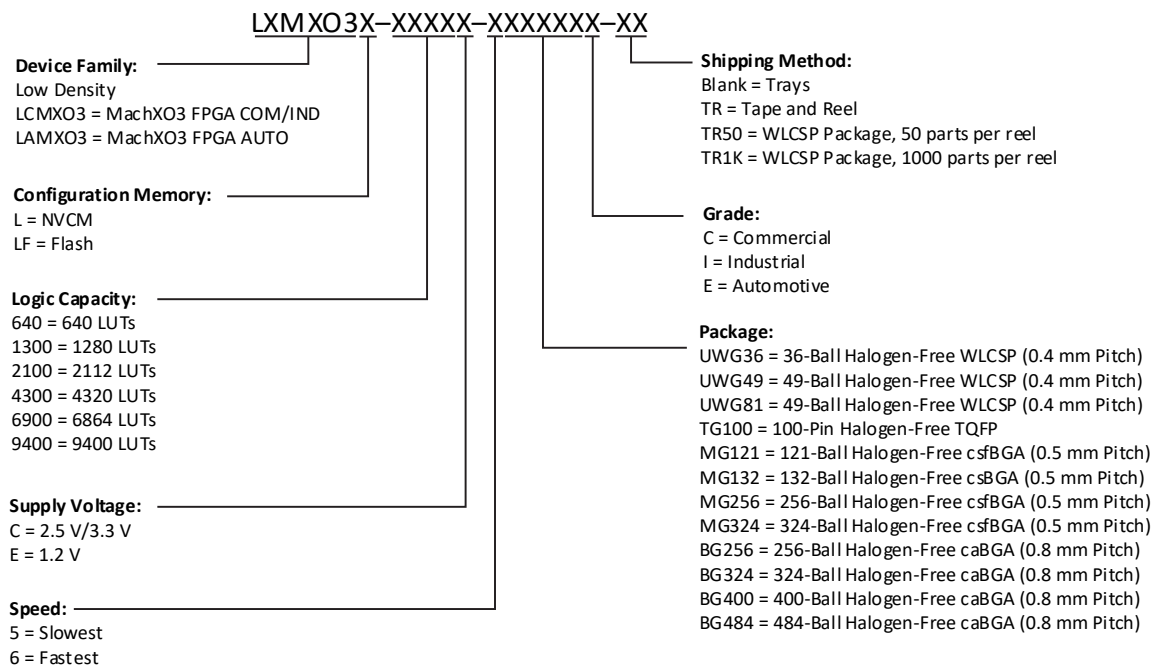 LXMXO3X–XXXXX–XXXXXXX–XX
Device Family:
Low Density
LCMXO3 = MachXO3 FPGA COM/IND
LAMXO3 = MachXO3 FPGA AUTO
Configuration Memory:
L = NVCM
LF = Flash
Logic Capacity:
640 = 640 LUTs
1300 = 1280 LUTs
2100 = 2112 LUTs
4300 = 4320 LUTs
6900 = 6864 LUTs
9400 = 9400 LUTs
Supply Voltage:
C = 2.5 V/3.3 V
E = 1.2 V
Speed:
5 = Slowest
6 = Fastest
Shipping Method:
Blank = Trays
TR = Tape and Reel
TR50 = WLCSP Package, 50 parts per reel
TR1K = WLCSP Package, 1000 parts per reel
Grade:
C = Commercial
I = Industrial
E = Automotive
Package:
UWG36 = 36-Ball Halogen-Free WLCSP (0.4 mm Pitch)
UWG49 = 49-Ball Halogen-Free WLCSP (0.4 mm Pitch)
UWG81 = 49-Ball Halogen-Free WLCSP (0.4 mm Pitch)
TG100 = 100-Pin Halogen-Free TQFP
MG121 = 121-Ball Halogen-Free csfBGA (0.5 mm Pitch)
MG132 = 132-Ball Halogen-Free csBGA (0.5 mm Pitch)
MG256 = 256-Ball Halogen-Free csfBGA (0.5 mm Pitch)
MG324 = 324-Ball Halogen-Free csfBGA (0.5 mm Pitch)
BG256 = 256-Ball Halogen-Free caBGA (0.8 mm Pitch)
BG324 = 324-Ball Halogen-Free caBGA (0.8 mm Pitch)
BG400 = 400-Ball Halogen-Free caBGA (0.8 mm Pitch)
BG484 = 484-Ball Halogen-Free caBGA (0.8 mm Pitch)